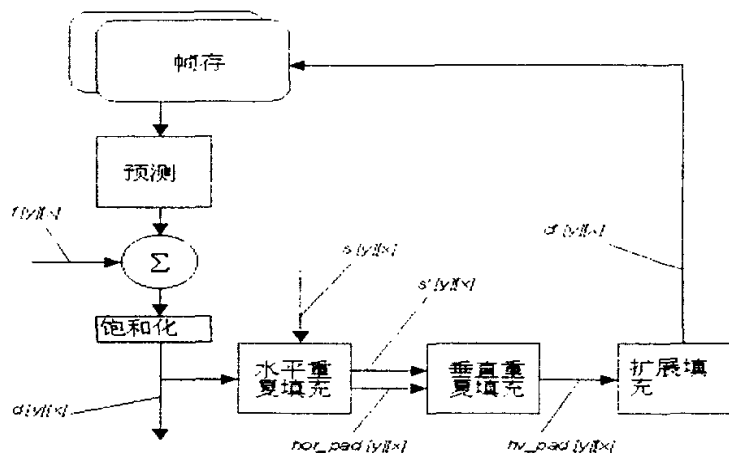 帧存
预测
f[y][x]
Σ
饱和化
s[y][x]
s'[y][x]
d'[y][x]
水平重
复填充
垂直重
复填充
扩展填
充
d[y][x]
hor_pad[y][x]
hv_pad[y][x]